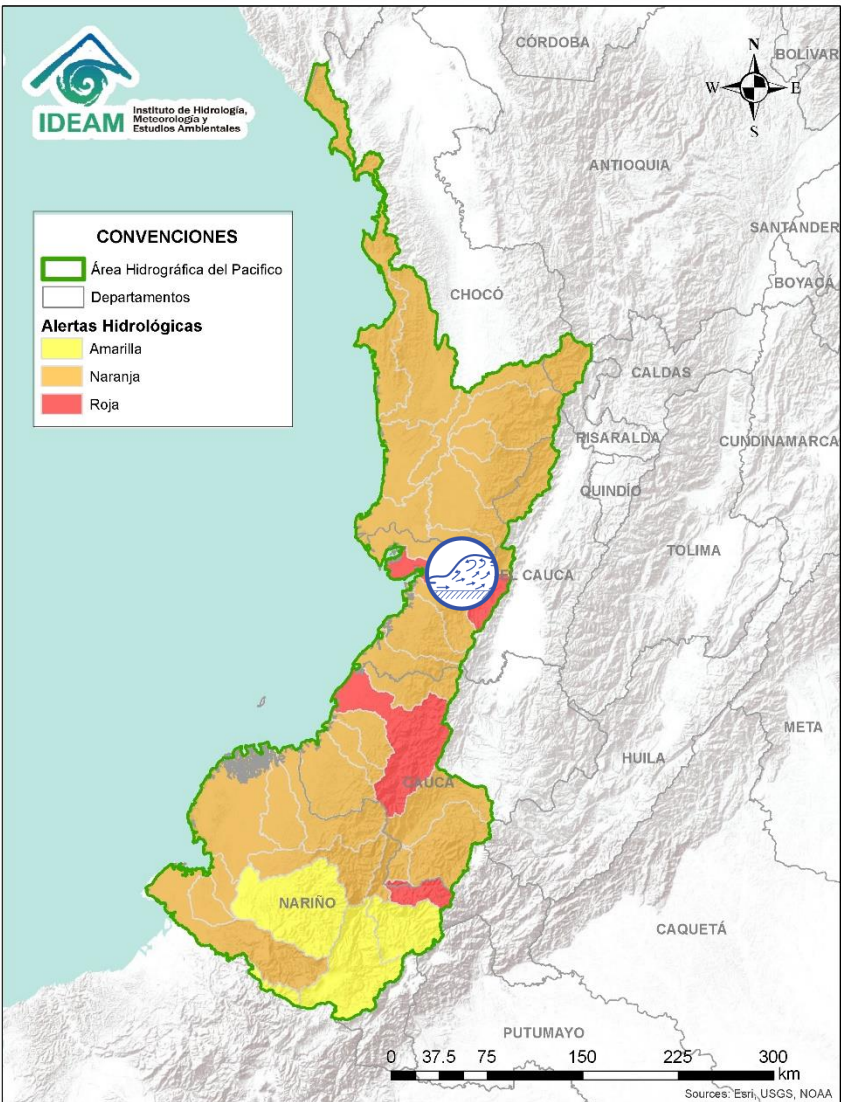 IDEAM
Instituto de Hidrología,
Meteorología y
Estudios Ambientales
CÓRDOBA
BOLÍVAR
N
W
E
S
ANTIOQUIA
SANTANDER
BOYACÁ
CONVENCIONES
Área Hidrográfica del Pacifico
Departamentos
Alertas Hidrológicas
Amarilla
Naranja
Roja
CHOCÓ
CALDAS
RISARALDA
CUNDINAMARCA
QUINDÍO
TOLIMA
EL CAUCA
META
HUILA
CAUCA
NARIÑO
CAQUETÁ
PUTUMAYO
0 37.5 75 150 225 300
km
Sources: Esri, USGS, NOAA